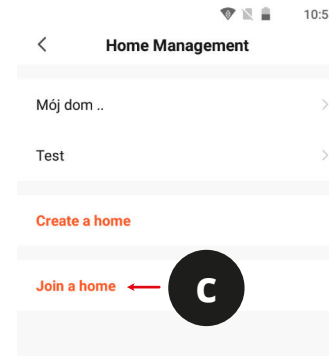 10:5
Home Management
Mój dom ..
Test
Create a home
Join a home
C